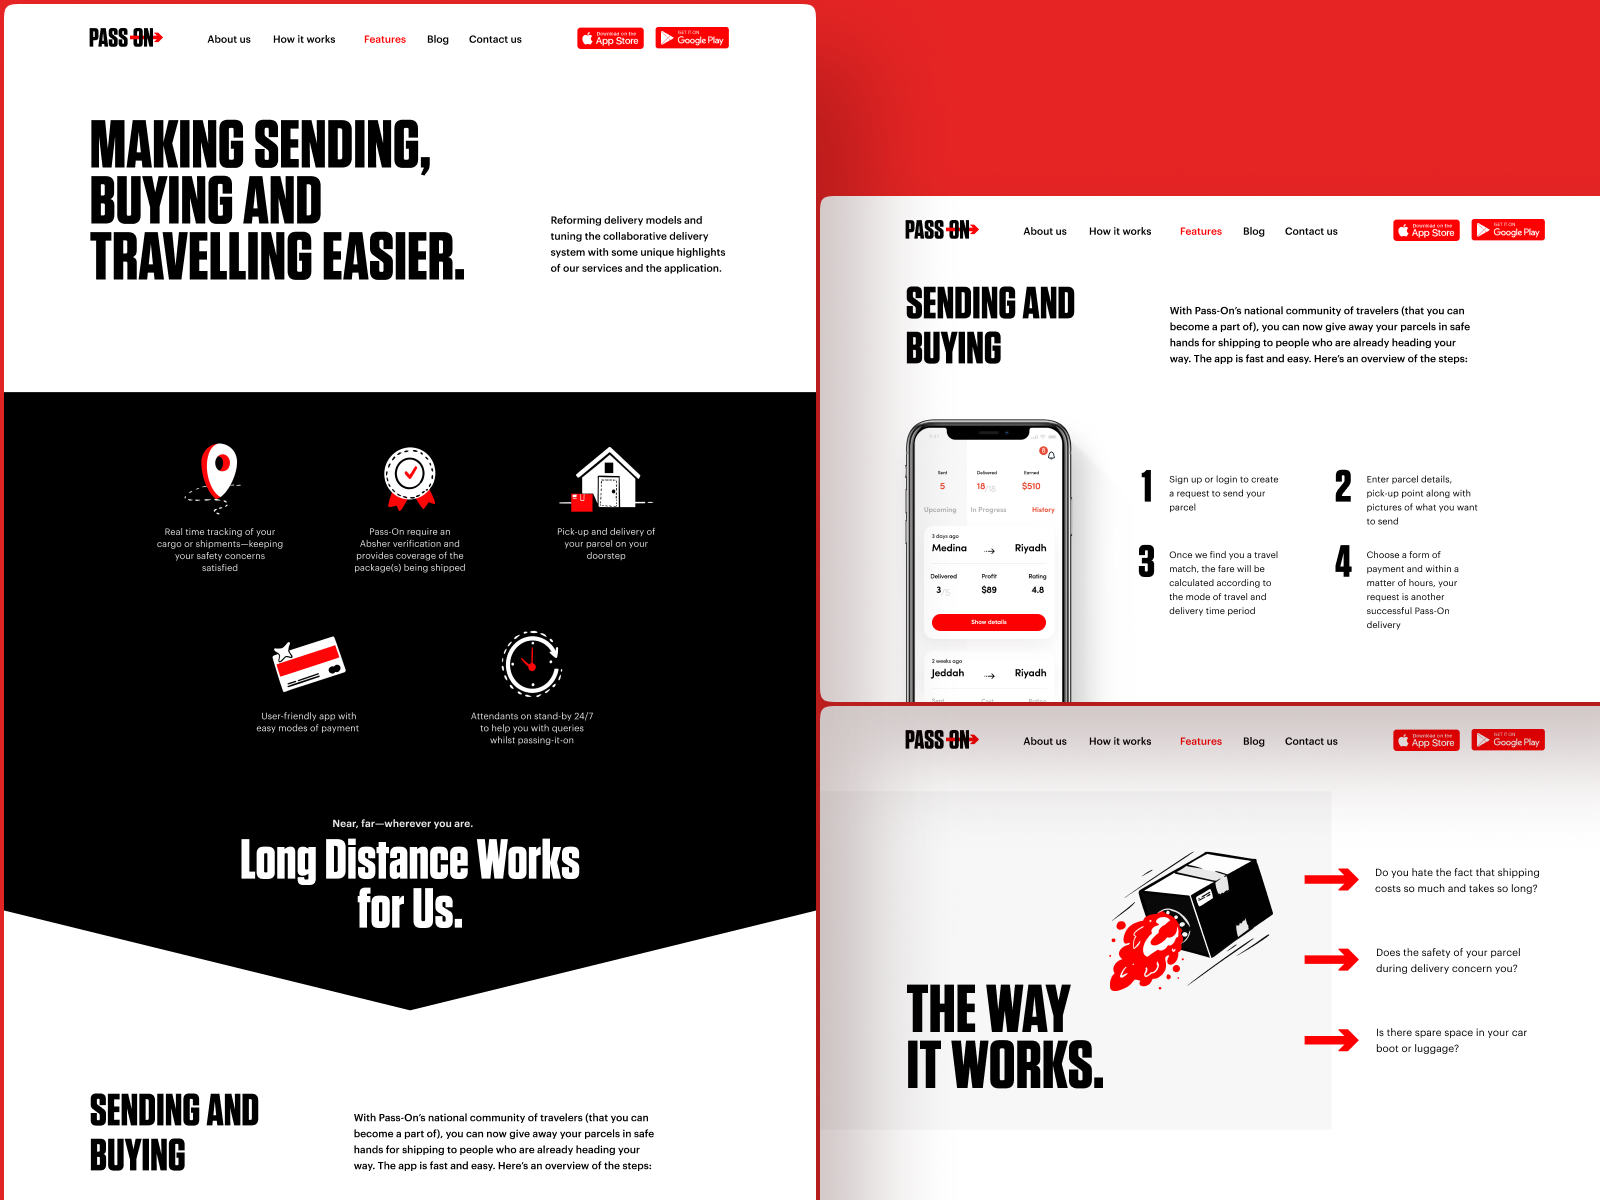 PASS ON
About us
How it works
Features
Blog
Contact us
Download on the
App Store
GET IT ON
Google Play
MAKING SENDING,
BUYING AND
TRAVELLING EASIER.
Reforming delivery models and
tuning the collaborative delivery
system with some unique highlights
of our services and the application.
Real time tracking of your
cargo or shipments—keeping
your safety concerns
satisfied
Pass-On require an
Absher verification and
provides coverage of the
package(s) being shipped
Pick-up and delivery of
your parcel on your
doorstep
User-friendly app with
easy modes of payment
Attendants on stand-by 24/7
to help you with queries
whilst passing-it-on
Near, far—wherever you are.
Long Distance Works
for Us.
SENDING AND
BUYING
With Pass-On's national community of travelers (that you can
become a part of), you can now give away your parcels in safe
hands for shipping to people who are already heading your
way. The app is fast and easy. Here's an overview of the steps:
PASS ON
About us
How it works
Features
Blog
Contact us
Download on the
App Store
GET IT ON
Google Play
SENDING AND
BUYING
With Pass-On's national community of travelers (that you can
become a part of), you can now give away your parcels in safe
hands for shipping to people who are already heading your
way. The app is fast and easy. Here's an overview of the steps:
9:41
8
Sent
Delivered
Earned
5
18/15
$510
Upcoming
In Progress
History
3 days ago
Medina
Riyadh
Delivered
Profit
Rating
3/5
$89
4.8
Show details
2 weeks ago
Jeddah
Riyadh
1
Sign up or login to create
a request to send your
parcel
2
Enter parcel details,
pick-up point along with
pictures of what you want
to send
3
Once we find you a travel
match, the fare will be
calculated according to
the mode of travel and
delivery time period
4
Choose a form of
payment and within a
matter of hours, your
request is another
successful Pass-On
delivery
PASS ON
About us
How it works
Features
Blog
Contact us
Download on the
App Store
GET IT ON
Google Play
THE WAY
IT WORKS.
Do you hate the fact that shipping
costs so much and takes so long?
Does the safety of your parcel
during delivery concern you?
Is there spare space in your car
boot or luggage?